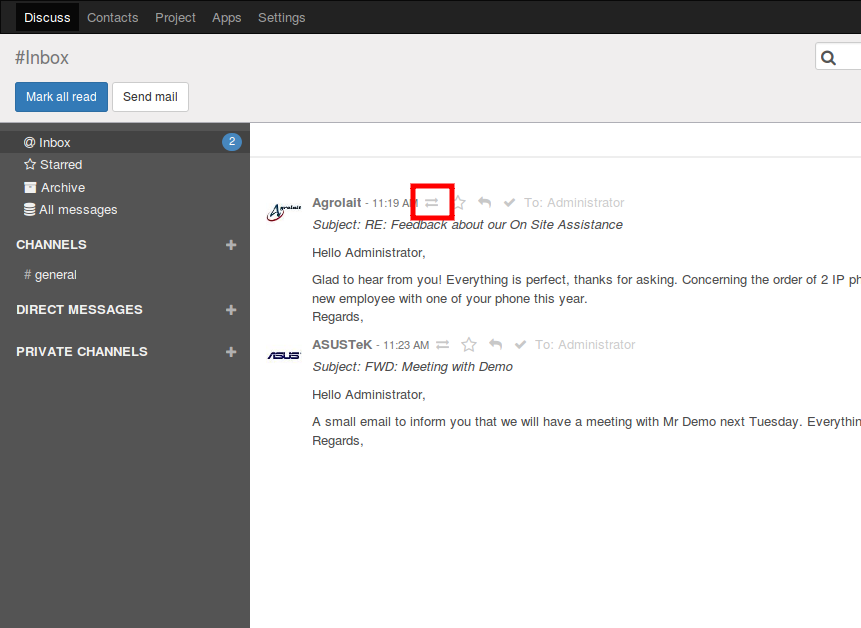 Discuss Contacts Project Apps Settings
#Inbox
Mark all read Send mail
@ Inbox 2
Starred
Archive
All messages
CHANNELS +
# general
DIRECT MESSAGES +
PRIVATE CHANNELS +
Agrolait
Agrolait - 11:19 AM To: Administrator
Subject: RE: Feedback about our On Site Assistance
Hello Administrator,
Glad to hear from you! Everything is perfect, thanks for asking. Concerning the order of 2 IP ph
new employee with one of your phone this year.
Regards,
ASUS
ASUSTeK - 11:23 AM To: Administrator
Subject: FWD: Meeting with Demo
Hello Administrator,
A small email to inform you that we will have a meeting with Mr Demo next Tuesday. Everythin
Regards,